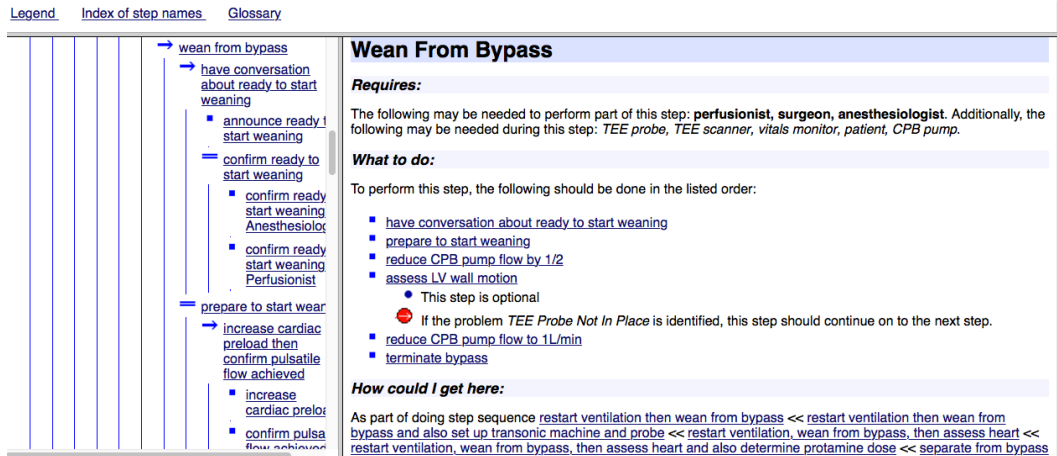 Legend Index of step names Glossary
wean from bypass
have conversation
about ready to start
weaning
announce ready
start weaning
confirm ready to
start weaning
confirm ready
start weaning
confirm ready
start weaning
Perfusionist
prepare to start
increase cardiac
preload then
confirm pulsatile
flow achieved
increase
cardiac
confirm
Wean From Bypass
Requires:
The following may be needed to perform part of this step: perfusionist, surgeon, anesthesiologist. Additionally, the
following may be needed during this step: TEE probe, TEE scanner, vitals monitor, patient, CPB pump.
What to do:
To perform this step, the following should be done in the listed order:
have conversation about ready to start weaning
prepare to start weaning
reduce CPB pump flow by 1/2
assess LV wall motion
This step is optional
If the problem TEE Probe Not In Place is identified, this step should continue on to the next step.
reduce CPB pump flow to 1L/min
terminate bypass
How could I get here:
As part of doing step sequence restart ventilation then wean from bypass << restart ventilation then wean from
bypass and also set up transonic machine and probe << restart ventilation, wean from bypass, then assess heart <<
restart ventilation, wean from bypass, then assess heart and also determine protamine dose << separate from bypass